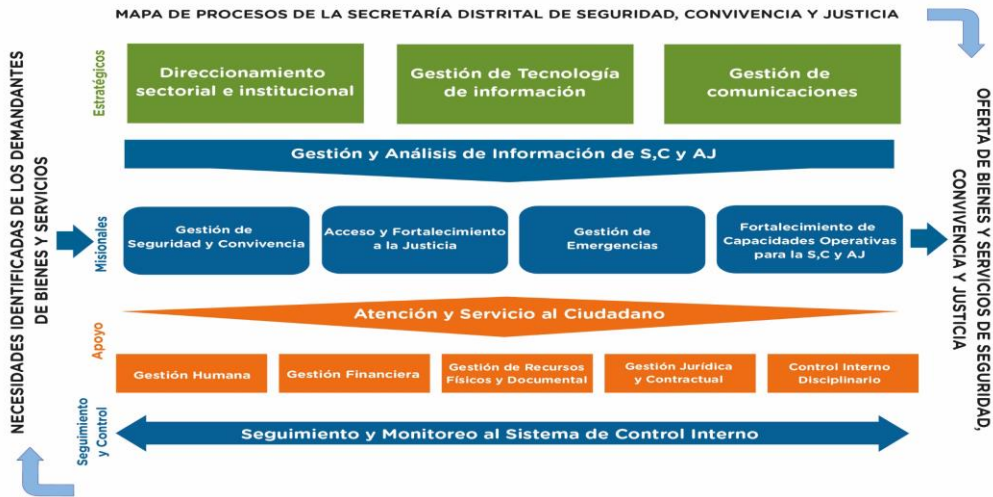 MAPA DE PROCESOS DE LA SECRETARÍA DISTRITAL DE SEGURIDAD, CONVIVENCIA Y JUSTICIA
NECESIDADES IDENTIFICADAS DE LOS DEMANDANTES
DE BIENES Y SERVICIOS
Estratégicos
Direccionamiento
sectorial e institucional
Gestión de Tecnología
de información
Gestión de
comunicaciones
Gestión y Análisis de Información de S,C y AJ
Misionales
Gestión de
Seguridad y Convivencia
Acceso y Fortalecimiento
a la Justicia
Gestión de
Emergencias
Fortalecimiento de
Capacidades Operativas
para la S,C y AJ
Apoyo
Atención y Servicio al Ciudadano
Gestión Humana
Gestión Financiera
Gestión de Recursos
Físicos y Documental
Gestión Jurídica
y Contractual
Control Interno
Disciplinario
Seguimiento
y Control
Seguimiento y Monitoreo al Sistema de Control Interno
OFERTA DE BIENES Y SERVICIOS DE SEGURIDAD,
CONVIVENCIA Y JUSTICIA